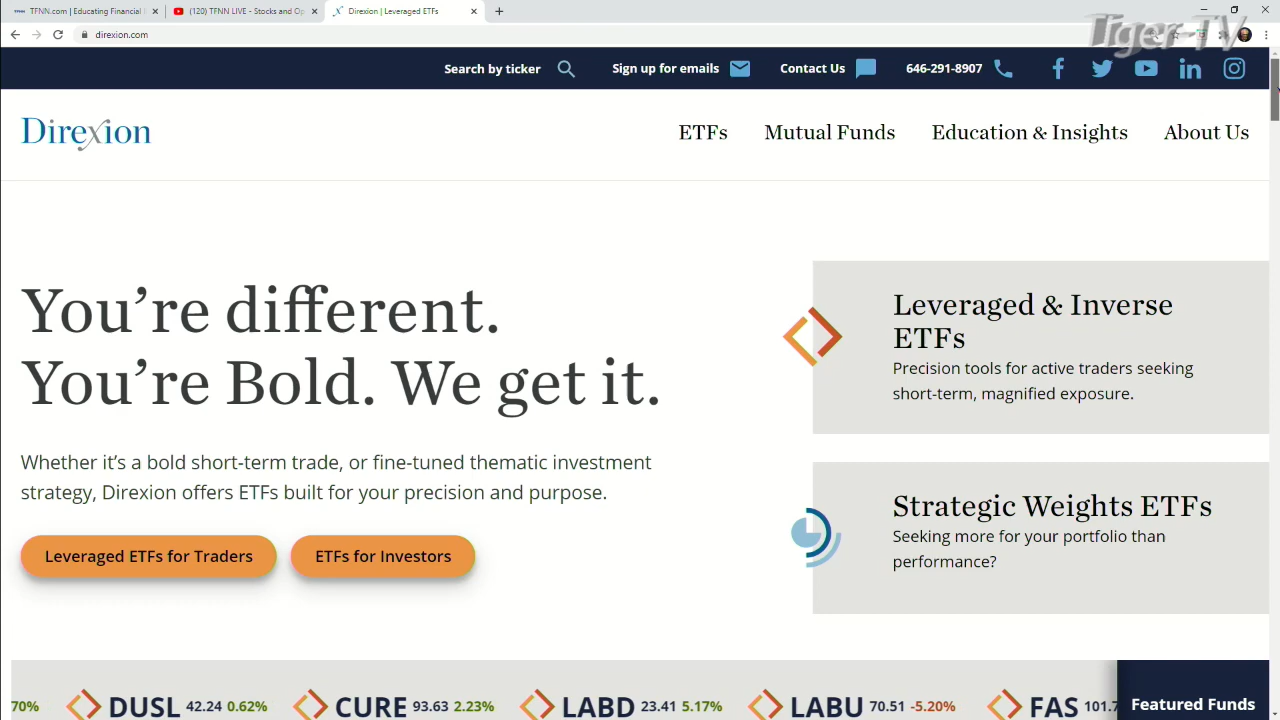 TFNN.com | Educating Financial
(120) TFNN LIVE - Stocks and Op
Direxion | Leveraged ETFs
Tiger-TV
direxion.com
Search by ticker
Sign up for emails
Contact Us
646-291-8907
Direxion
ETFs
Mutual Funds
Education & Insights
About Us
You’re different.
You’re Bold. We get it.
Whether it’s a bold short-term trade, or fine-tuned thematic investment
strategy, Direxion offers ETFs built for your precision and purpose.
Leveraged ETFs for Traders
ETFs for Investors
Leveraged & Inverse
ETFs
Precision tools for active traders seeking
short-term, magnified exposure.
Strategic Weights ETFs
Seeking more for your portfolio than
performance?
70% DUSL 42.24 0.62% CURE 93.63 2.23% LABD 23.41 5.17% LABU 70.51 -5.20% FAS 101.7
Featured Funds